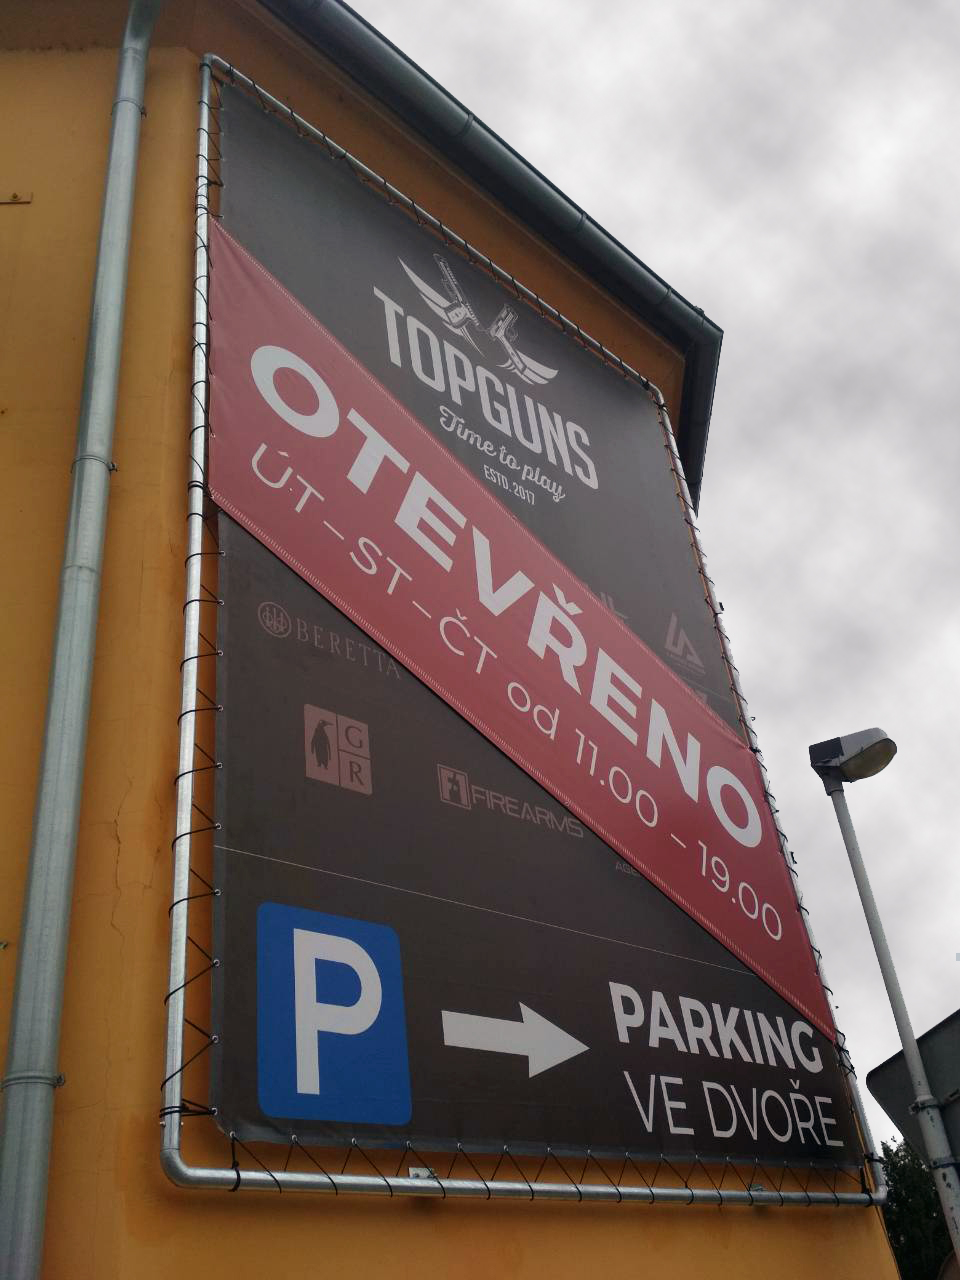 TOPGUNS
Time to play
ESTD. 2017
OTEVŘENO
ÚT – ST – ČT od 11.00 – 19.00
BERETTA
G
R
FIREARMS
P
PARKING
VE DVOŘE